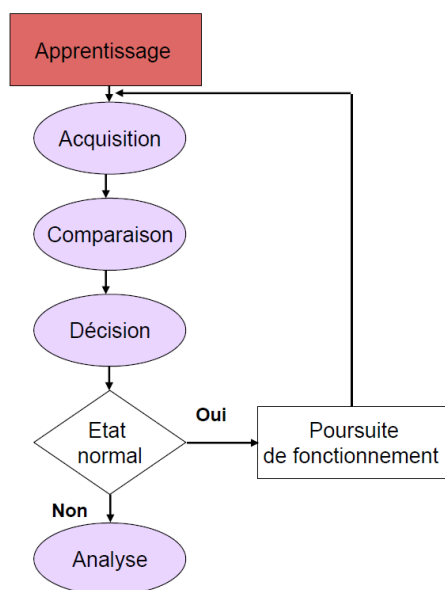 Apprentissage
Acquisition
Comparaison
Décision
Etat
normal
Oui
Poursuite
de fonctionnement
Non
Analyse